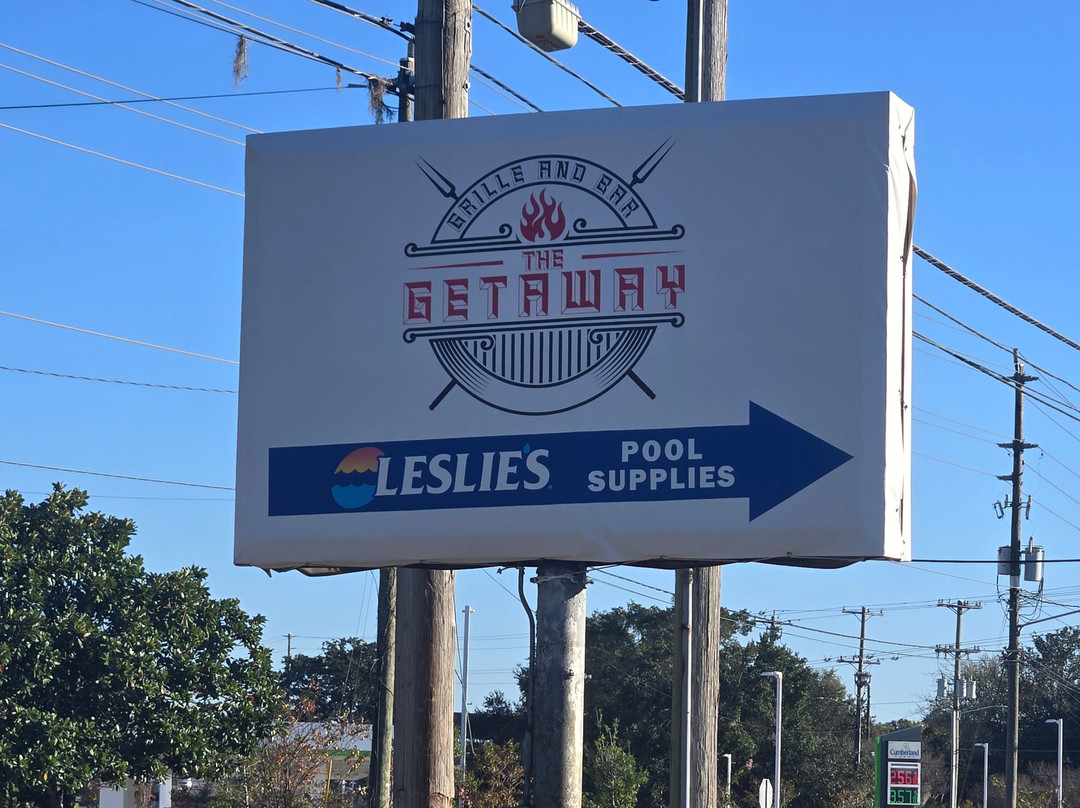 GRILLE AND BAR
THE
GETAWAY
LESLIE'S
POOL
SUPPLIES
Cumberland